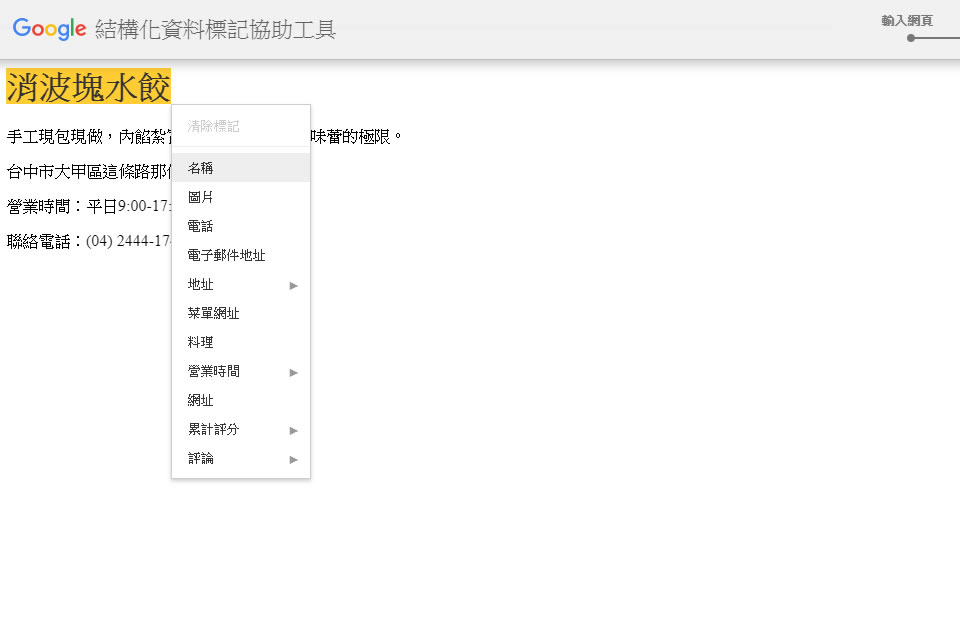 Google 結構化資料標記協助工具
輸入網頁
消波塊水餃
手工現包現做,內餡紮 味蕾的極限。
台中市大甲區這條路那
營業時間:平日9:00-17:
聯絡電話:(04) 2444-17
清除標記
名稱
圖片
電話
電子郵件地址
地址
菜單網址
料理
營業時間
網址
累計評分
評論